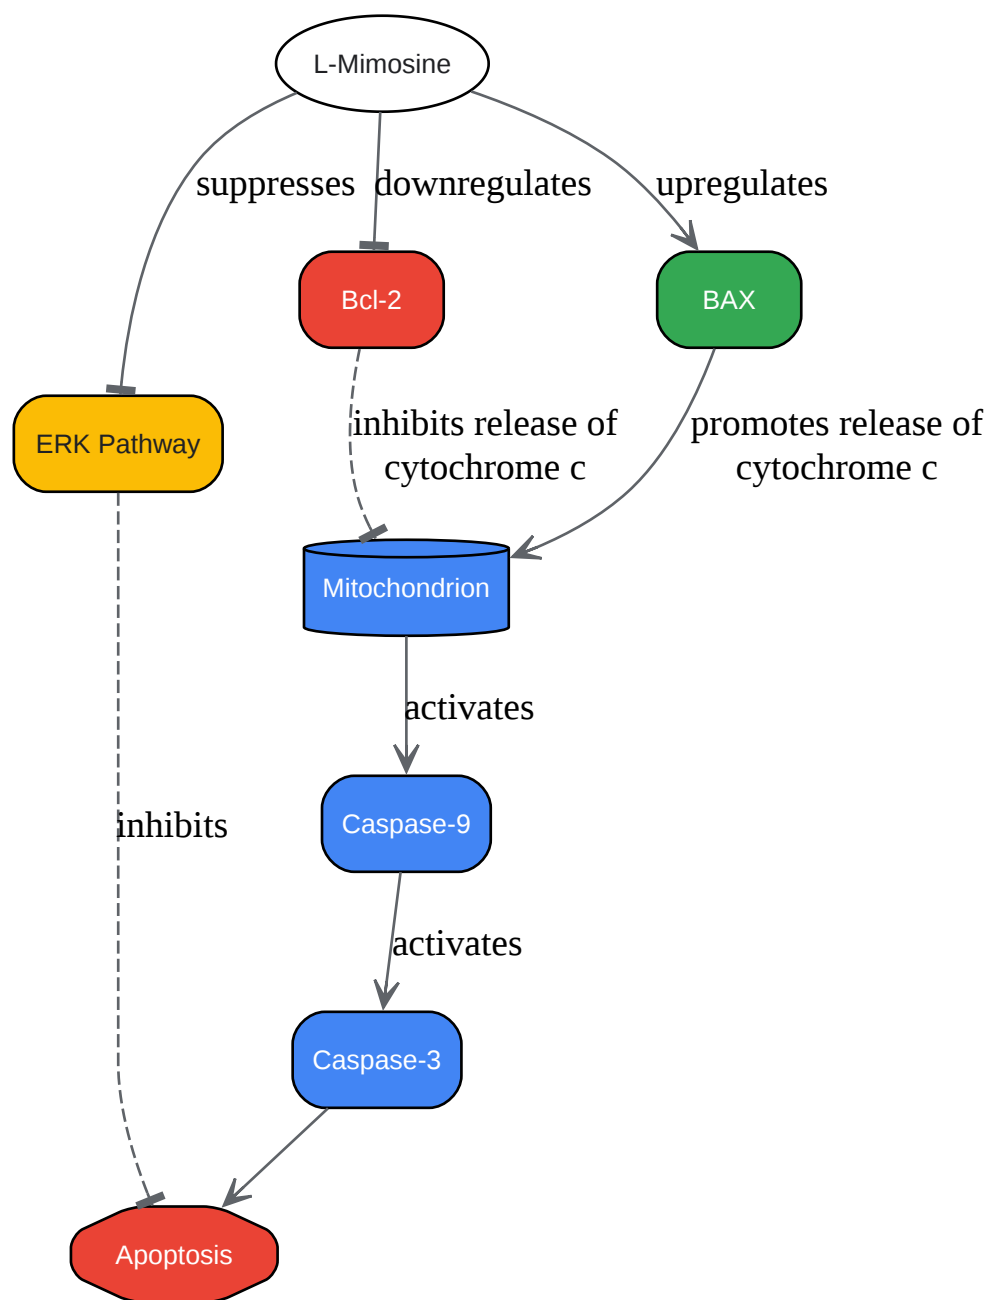 L-Mimosine
suppresses
downregulates
upregulates
Bcl-2
BAX
ERK Pathway
inhibits release of
cytochrome c
promotes release of
cytochrome c
Mitochondrion
activates
Caspase-9
inhibits
activates
Caspase-3
Apoptosis